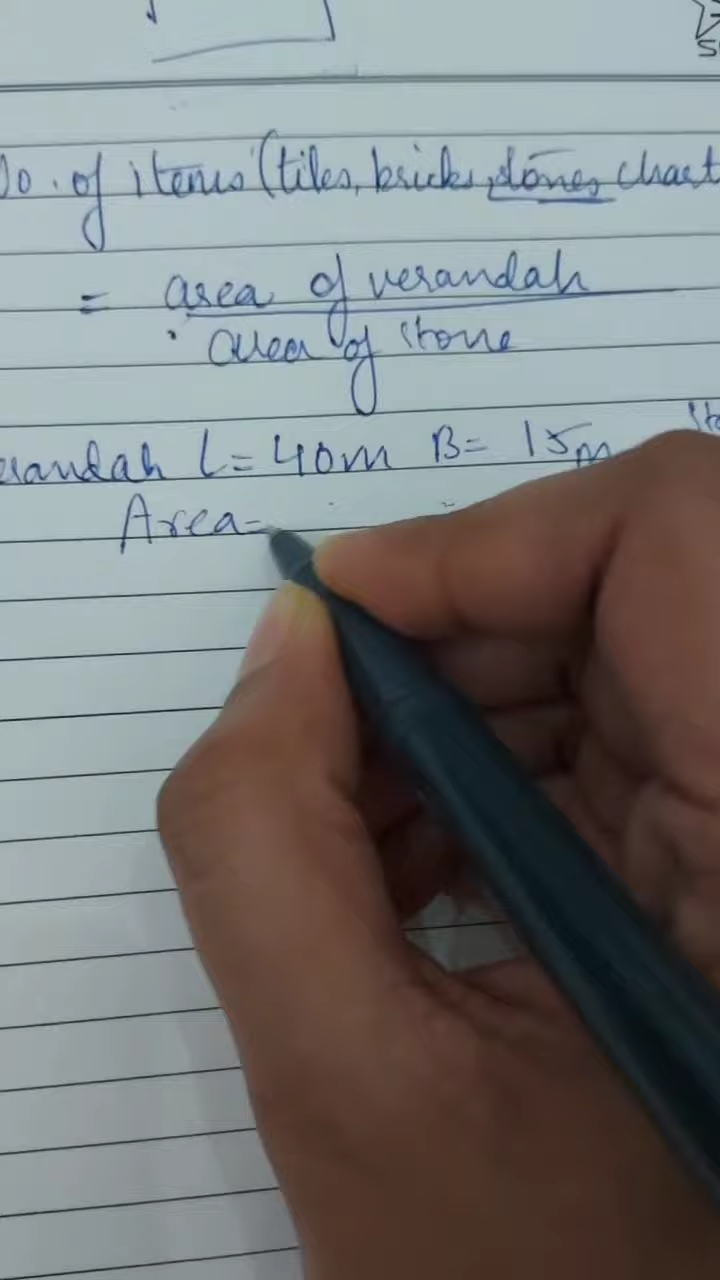 No. of items (tiles, bricks, stones, chart
= area of verandah
area of stone
verandah L = 40m B = 15m
Area =